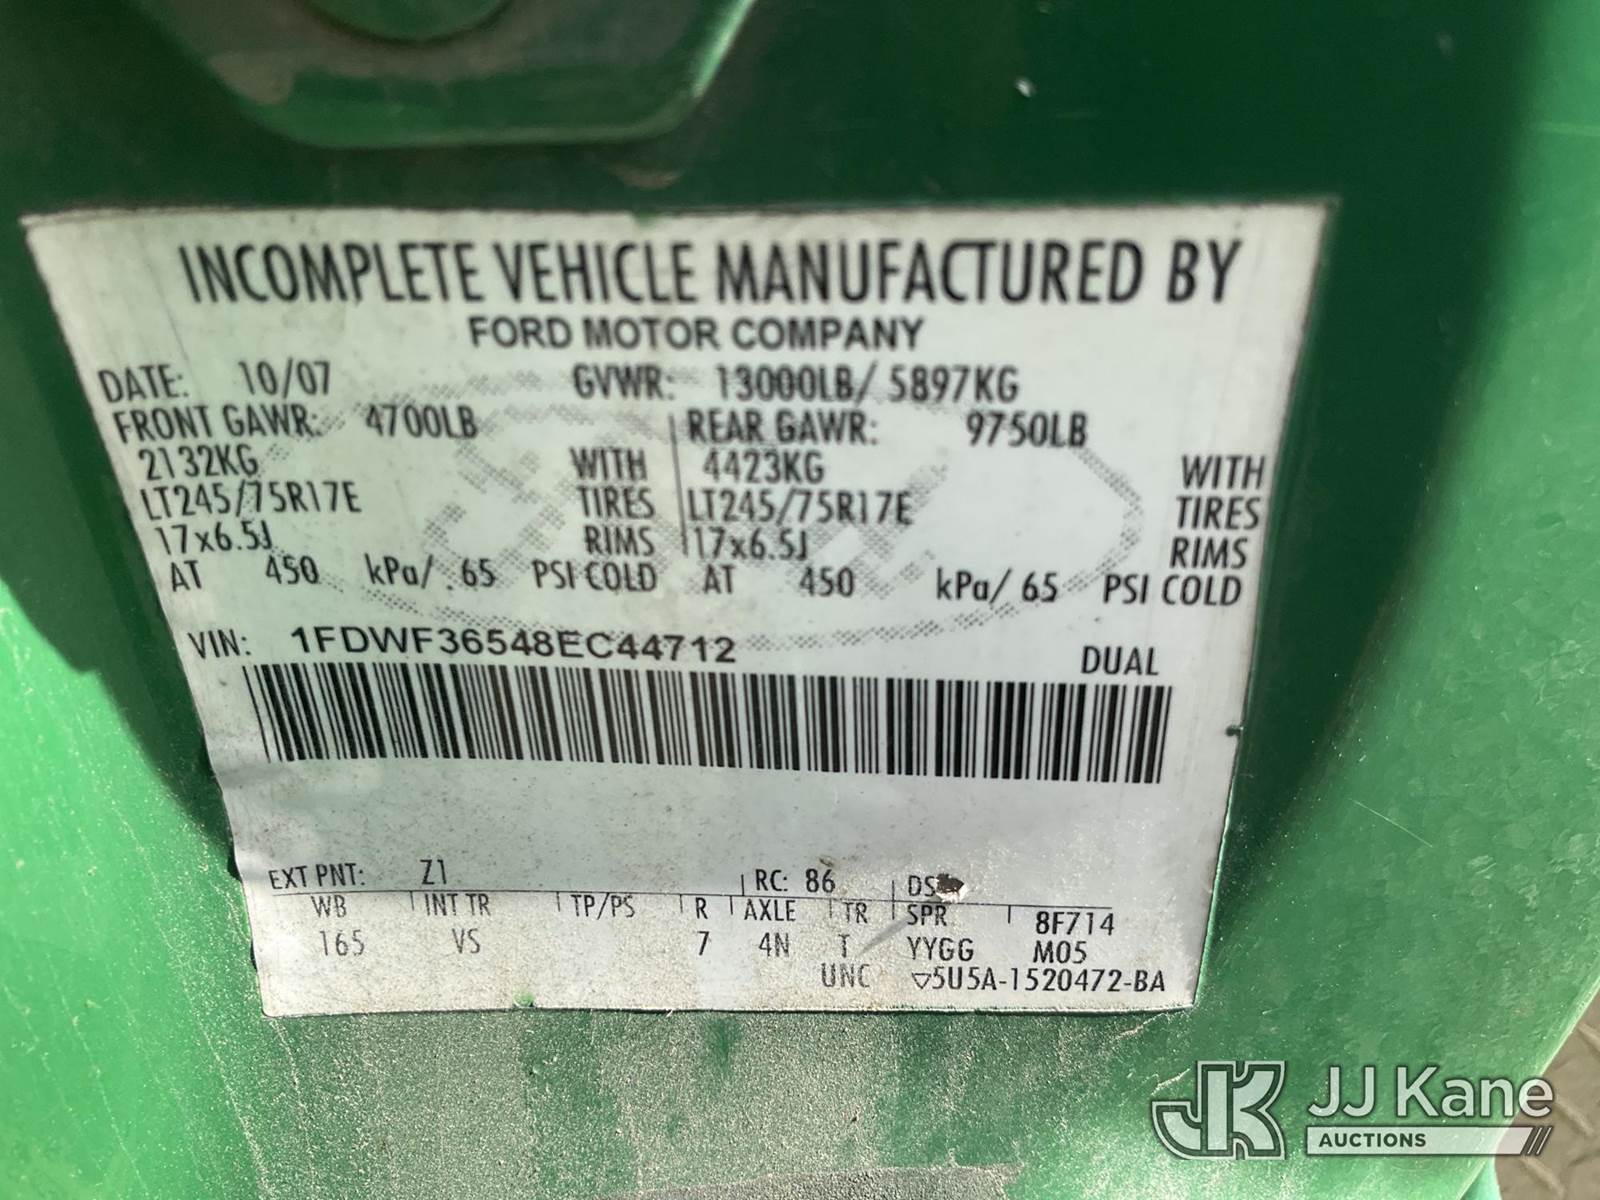 INCOMPLETE VEHICLE MANUFACTURED BY
FORD MOTOR COMPANY
DATE: 10/07 GVWR: 13000LB/ 5897KG
FRONT GAWR: 4700LB REAR GAWR: 9750LB
2132KG WITH 4423KG WITH
LT245/75R17E TIRES LT245/75R17E TIRES
17x6.5J RIMS 17x6.5J RIMS
AT 450 kPa/ 65 PSI COLD AT 450 kPa/ 65 PSI COLD
VIN: 1FDWF36548EC44712 DUAL
EXT PNT: Z1 RC: 86 DS
WB INT TR TP/PS R AXLE TR SPR 8F714
165 VS 7 4N T YYGG M05
UNC ▽5U5A-1520472-BA
JK JJ Kane
AUCTIONS